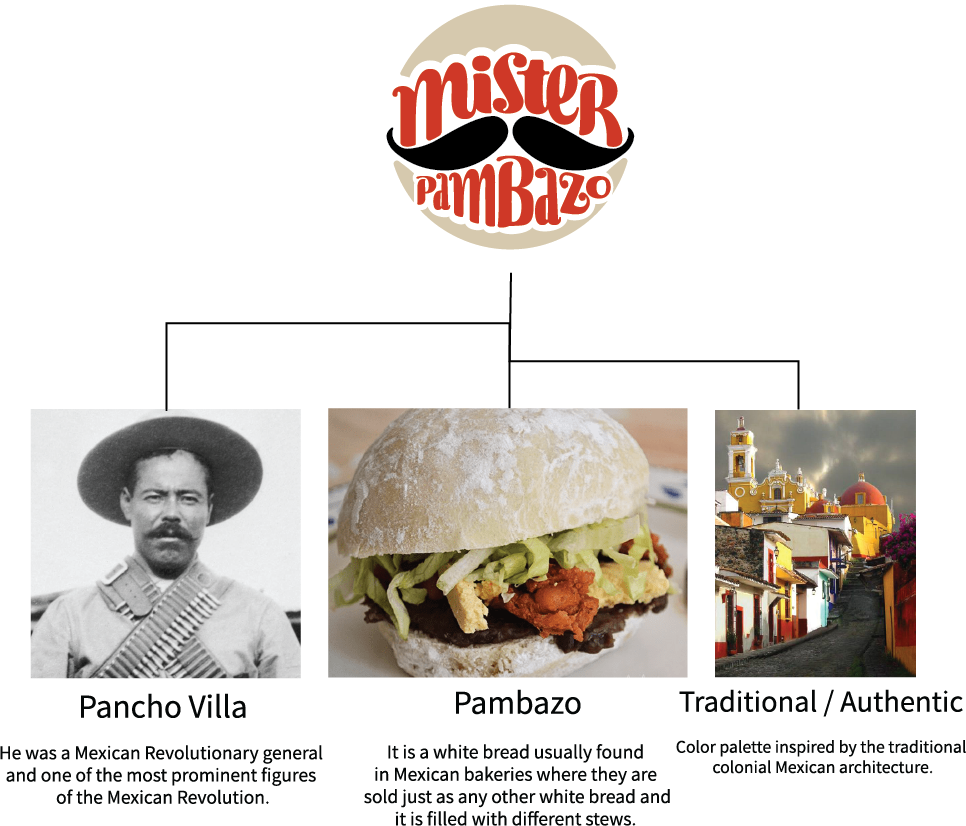 MisteR
PaMBazo
Pancho Villa
He was a Mexican Revolutionary general
and one of the most prominent figures
of the Mexican Revolution.
Pambazo
It is a white bread usually found
in Mexican bakeries where they are
sold just as any other white bread and
it is filled with different stews.
Traditional / Authentic
Color palette inspired by the traditional
colonial Mexican architecture.